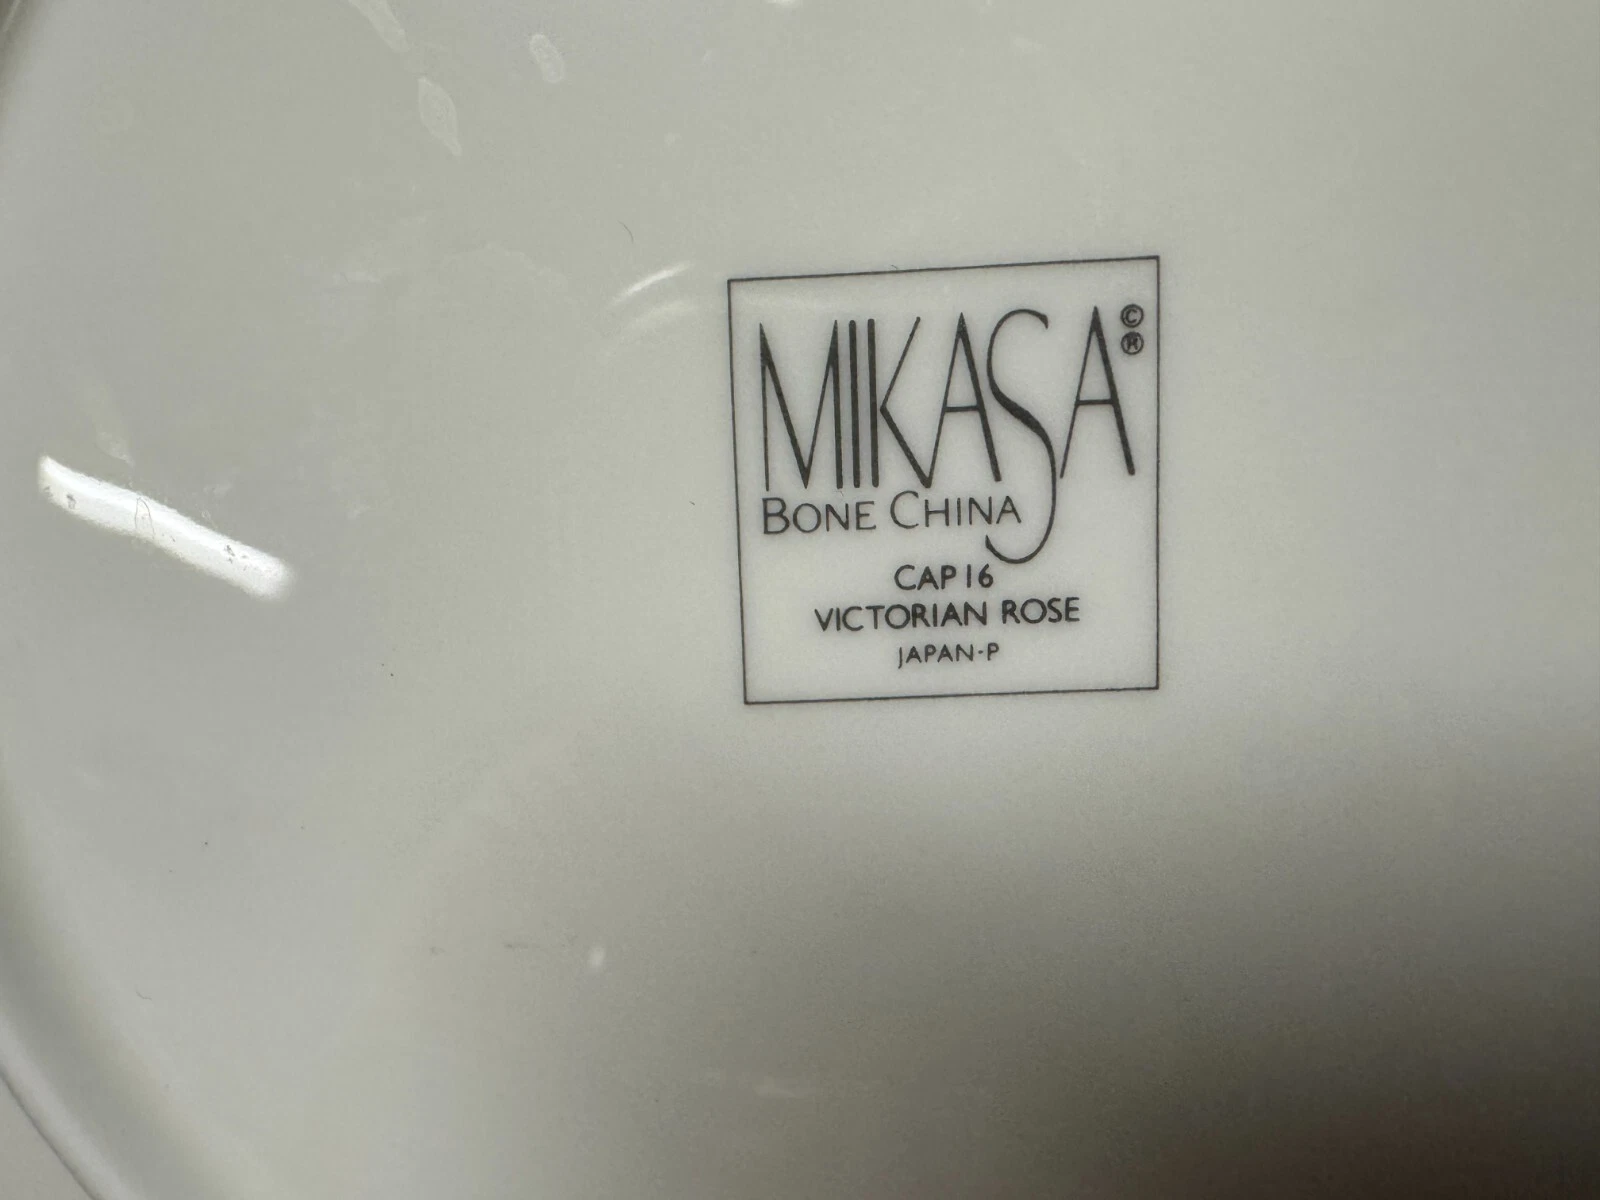 MIKASA©®
BONE CHINA
CAP 16
VICTORIAN ROSE
JAPAN-P